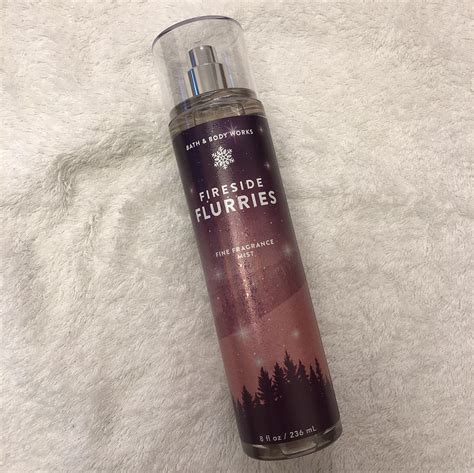 BATH & BODY WORKS
FIRESIDE
FLURRIES
FINE FRAGRANCE
MIST
8 fl oz / 236 mL